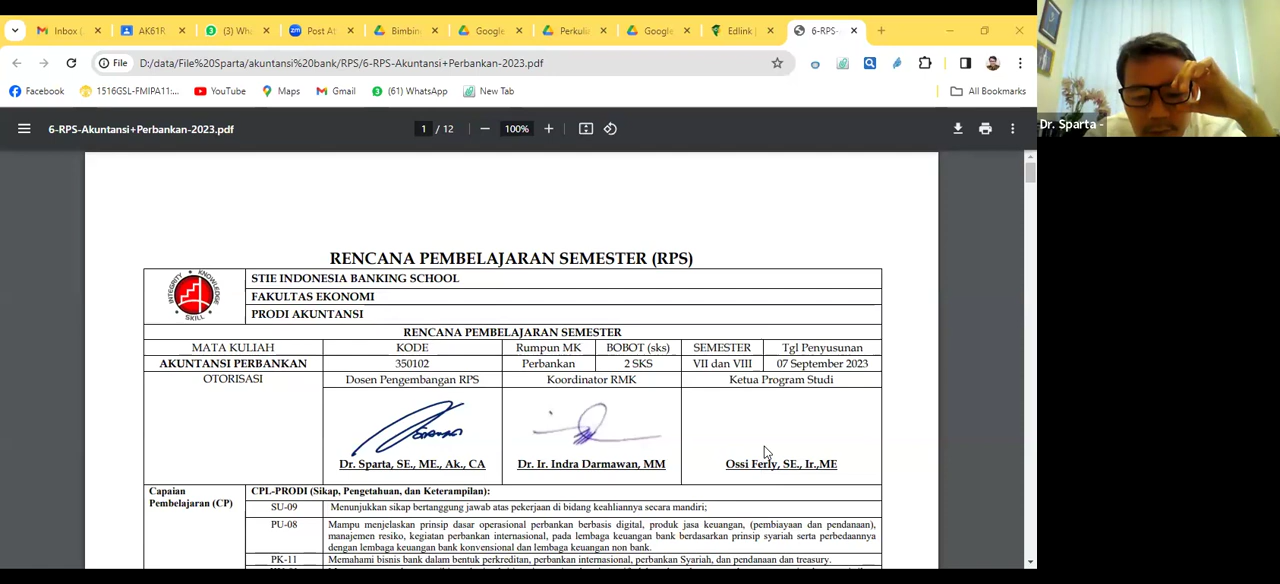 Inbox (
AK61R
(3) Wh
Post At
Bimbin
Google
Perkulia
Google
Edlink |
6-RPS-
File
D:/data/File%20Sparta/akuntansi%20bank/RPS/6-RPS-Akuntansi+Perbankan-2023.pdf
Facebook
1516GSL-FMIPA11:...
YouTube
Maps
Gmail
(61) WhatsApp
New Tab
All Bookmarks
6-RPS-Akuntansi+Perbankan-2023.pdf
1 / 12
100%
Dr. Sparta -
RENCANA PEMBELAJARAN SEMESTER (RPS)
INTEGRITY KNOWLEDGE SKILL
STIE INDONESIA BANKING SCHOOL
FAKULTAS EKONOMI
PRODI AKUNTANSI
RENCANA PEMBELAJARAN SEMESTER
MATA KULIAH KODE Rumpun MK BOBOT (sks) SEMESTER Tgl Penyusunan
AKUNTANSI PERBANKAN 350102 Perbankan 2 SKS VII dan VIII 07 September 2023
OTORISASI Dosen Pengembangan RPS Koordinator RMK Ketua Program Studi
Dr. Sparta, SE., ME., Ak., CA Dr. Ir. Indra Darmawan, MM Ossi Ferly, SE., Ir.,ME
Capaian Pembelajaran (CP)
CPL-PRODI (Sikap, Pengetahuan, dan Keterampilan):
SU-09 Menunjukkan sikap bertanggung jawab atas pekerjaan di bidang keahliannya secara mandiri;
PU-08 Mampu menjelaskan prinsip dasar operasional perbankan berbasis digital, produk jasa keuangan, (pembiayaan dan pendanaan),
manajemen resiko, kegiatan perbankan internasional, pada lembaga keuangan bank berdasarkan prinsip syariah serta perbedaannya
dengan lembaga keuangan bank konvensional dan lembaga keuangan non bank.
PK-11 Memahami bisnis bank dalam bentuk perkreditan, perbankan internasional, perbankan Syariah, dan pendanaan dan treasury.